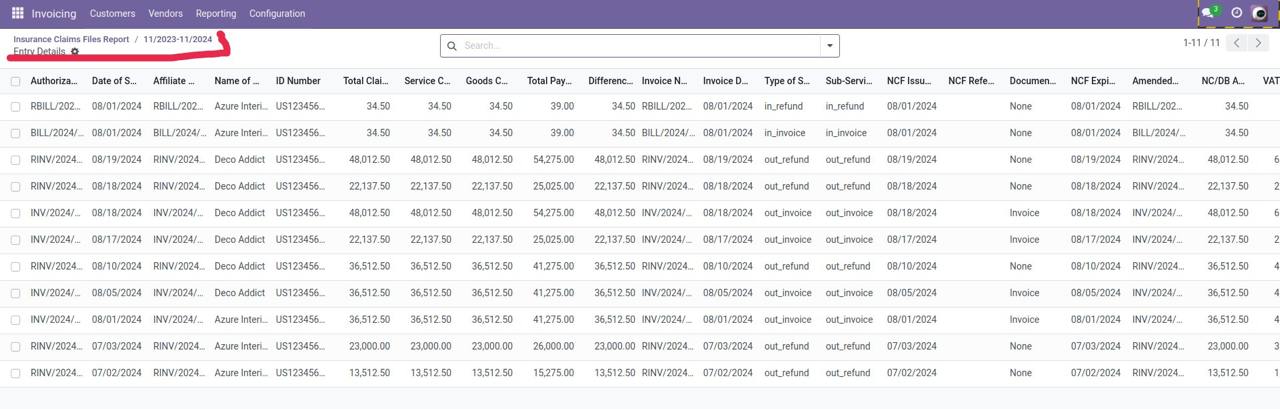 Invoicing Customers Vendors Reporting Configuration 3
Insurance Claims Files Report / 11/2023-11/2024
Entry Details
Search...
1-11 / 11
Authoriza... Date of S... Affiliate ... Name of ... ID Number Total Clai... Service C... Goods C... Total Pay... Differenc... Invoice N... Invoice D... Type of S... Sub-Servi... NCF Issu... NCF Refe... Documen... NCF Expi... Amended... NC/DB A... VAT
RBILL/202... 08/01/2024 RBILL/202... Azure Interi... US123456... 34.50 34.50 34.50 39.00 34.50 RBILL/202... 08/01/2024 in_refund in_refund 08/01/2024 None 08/01/2024 RBILL/202... 34.50
BILL/2024/... 08/01/2024 BILL/2024/... Azure Interi... US123456... 34.50 34.50 34.50 39.00 34.50 BILL/2024/... 08/01/2024 in_invoice in_invoice 08/01/2024 None 08/01/2024 BILL/2024/... 34.50
RINV/2024... 08/19/2024 RINV/2024... Deco Addict US123456... 48,012.50 48,012.50 48,012.50 54,275.00 48,012.50 RINV/2024... 08/19/2024 out_refund out_refund 08/19/2024 None 08/19/2024 RINV/2024... 48,012.50 6
RINV/2024... 08/18/2024 RINV/2024... Deco Addict US123456... 22,137.50 22,137.50 22,137.50 25,025.00 22,137.50 RINV/2024... 08/18/2024 out_refund out_refund 08/18/2024 None 08/18/2024 RINV/2024... 22,137.50 2
INV/2024/... 08/18/2024 INV/2024/... Deco Addict US123456... 48,012.50 48,012.50 48,012.50 54,275.00 48,012.50 INV/2024/... 08/18/2024 out_invoice out_invoice 08/18/2024 Invoice 08/18/2024 INV/2024/... 48,012.50 6
INV/2024/... 08/17/2024 INV/2024/... Deco Addict US123456... 22,137.50 22,137.50 22,137.50 25,025.00 22,137.50 INV/2024/... 08/17/2024 out_invoice out_invoice 08/17/2024 Invoice 08/17/2024 INV/2024/... 22,137.50 2
RINV/2024... 08/10/2024 RINV/2024... Deco Addict US123456... 36,512.50 36,512.50 36,512.50 41,275.00 36,512.50 RINV/2024... 08/10/2024 out_refund out_refund 08/10/2024 None 08/10/2024 RINV/2024... 36,512.50 4
INV/2024/... 08/05/2024 INV/2024/... Deco Addict US123456... 36,512.50 36,512.50 36,512.50 41,275.00 36,512.50 INV/2024/... 08/05/2024 out_invoice out_invoice 08/05/2024 Invoice 08/05/2024 INV/2024/... 36,512.50 4
INV/2024/... 08/01/2024 INV/2024/... Azure Interi... US123456... 36,512.50 36,512.50 36,512.50 41,275.00 36,512.50 INV/2024/... 08/01/2024 out_invoice out_invoice 08/01/2024 Invoice 08/01/2024 INV/2024/... 36,512.50 4
RINV/2024... 07/03/2024 RINV/2024... Azure Interi... US123456... 23,000.00 23,000.00 23,000.00 26,000.00 23,000.00 RINV/2024... 07/03/2024 out_refund out_refund 07/03/2024 None 07/03/2024 RINV/2024... 23,000.00 3
RINV/2024... 07/02/2024 RINV/2024... Azure Interi... US123456... 13,512.50 13,512.50 13,512.50 15,275.00 13,512.50 RINV/2024... 07/02/2024 out_refund out_refund 07/02/2024 None 07/02/2024 RINV/2024... 13,512.50 1